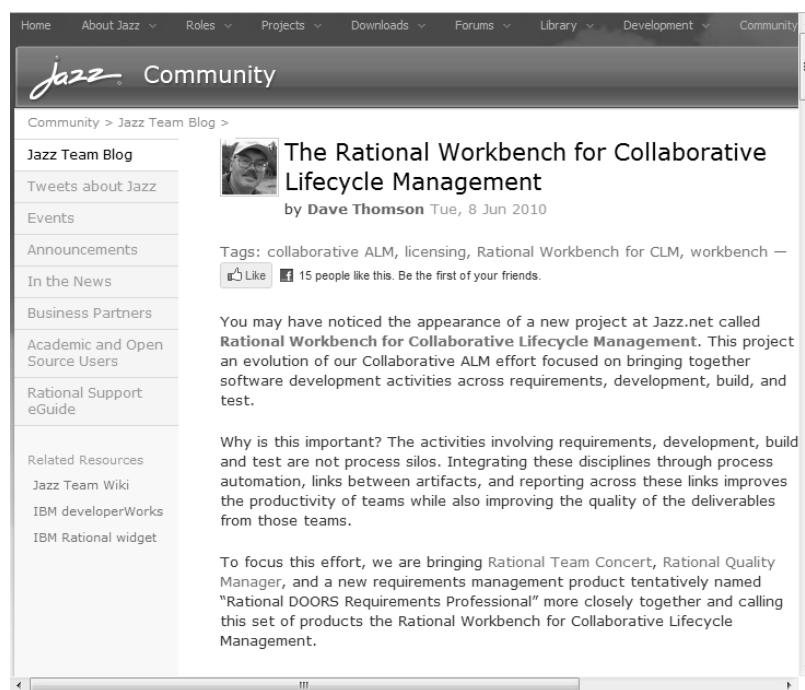 Home About Jazz Roles Projects Downloads Forums Library Development Community
Jazz Community
Community > Jazz Team Blog >
Jazz Team Blog
Tweets about Jazz
Events
Announcements
In the News
Business Partners
Academic and Open
Source Users
Rational Support
eGuide
Related Resources
Jazz Team Wiki
IBM developerWorks
IBM Rational widget
The Rational Workbench for Collaborative
Lifecycle Management
by Dave Thomson Tue, 8 Jun 2010
Tags: collaborative ALM, licensing, Rational Workbench for CLM, workbench —
Like 15 people like this. Be the first of your friends.
You may have noticed the appearance of a new project at Jazz.net called
Rational Workbench for Collaborative Lifecycle Management. This project
an evolution of our Collaborative ALM effort focused on bringing together
software development activities across requirements, development, build, and
test.
Why is this important? The activities involving requirements, development, build
and test are not process silos. Integrating these disciplines through process
automation, links between artifacts, and reporting across these links improves
the productivity of teams while also improving the quality of the deliverables
from those teams.
To focus this effort, we are bringing Rational Team Concert, Rational Quality
Manager, and a new requirements management product tentatively named
“Rational DOORS Requirements Professional” more closely together and calling
this set of products the Rational Workbench for Collaborative Lifecycle
Management.